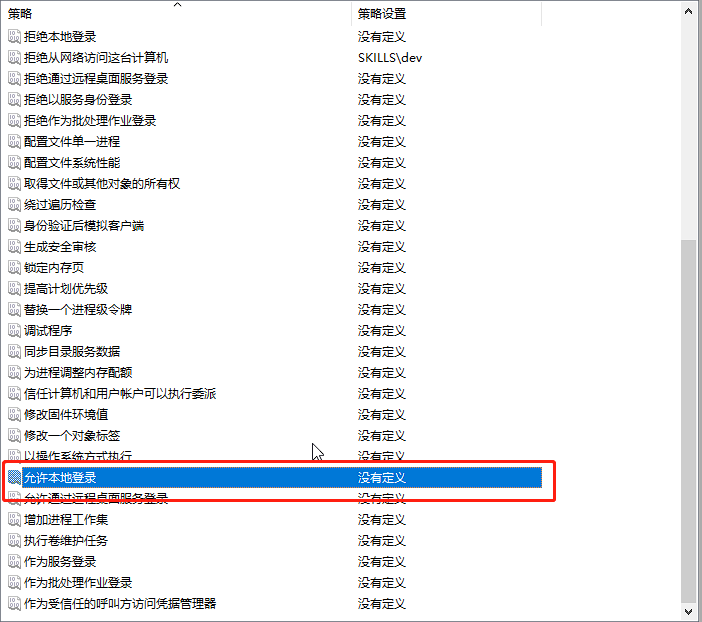 策略 策略设置
拒绝本地登录 没有定义
拒绝从网络访问这台计算机 SKILLS\dev
拒绝通过远程桌面服务登录 没有定义
拒绝以服务身份登录 没有定义
拒绝作为批处理作业登录 没有定义
配置文件单一进程 没有定义
配置文件系统性能 没有定义
取得文件或其他对象的所有权 没有定义
绕过遍历检查 没有定义
身份验证后模拟客户端 没有定义
生成安全审核 没有定义
锁定内存页 没有定义
提高计划优先级 没有定义
替换一个进程级令牌 没有定义
调试程序 没有定义
同步目录服务数据 没有定义
为进程调整内存配额 没有定义
信任计算机和用户帐户可以执行委派 没有定义
修改固件环境值 没有定义
修改一个对象标签 没有定义
以操作系统方式执行 没有定义
允许本地登录 没有定义
允许通过远程桌面服务登录 没有定义
增加进程工作集 没有定义
执行卷维护任务 没有定义
作为服务登录 没有定义
作为批处理作业登录 没有定义
作为受信任的呼叫方访问凭据管理器 没有定义